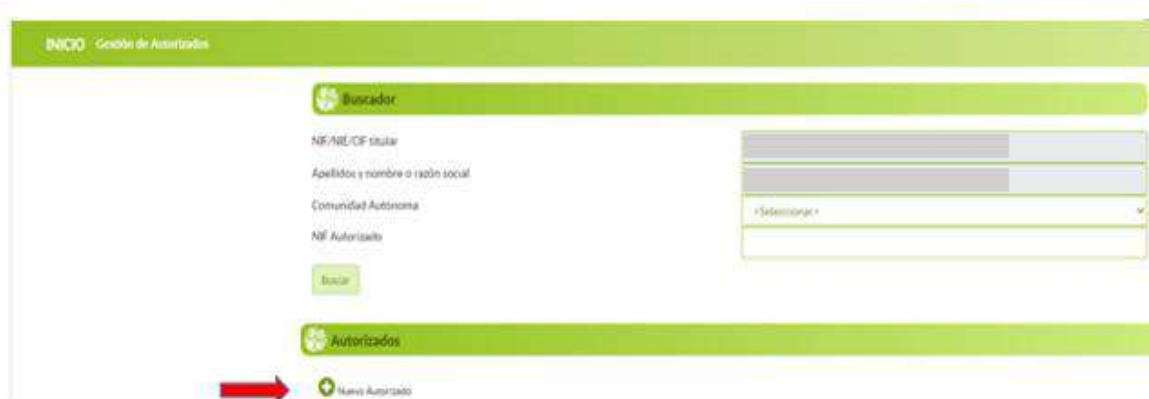 INICIO Gestión de Autorizados
Buscador
NIF/NIE/CIF titular
Apellidos y nombre o razón social
Comunidad Autónoma
<Seleccionar>
NIF Autorizado
Buscar
Autorizados
Nuevo Autorizado